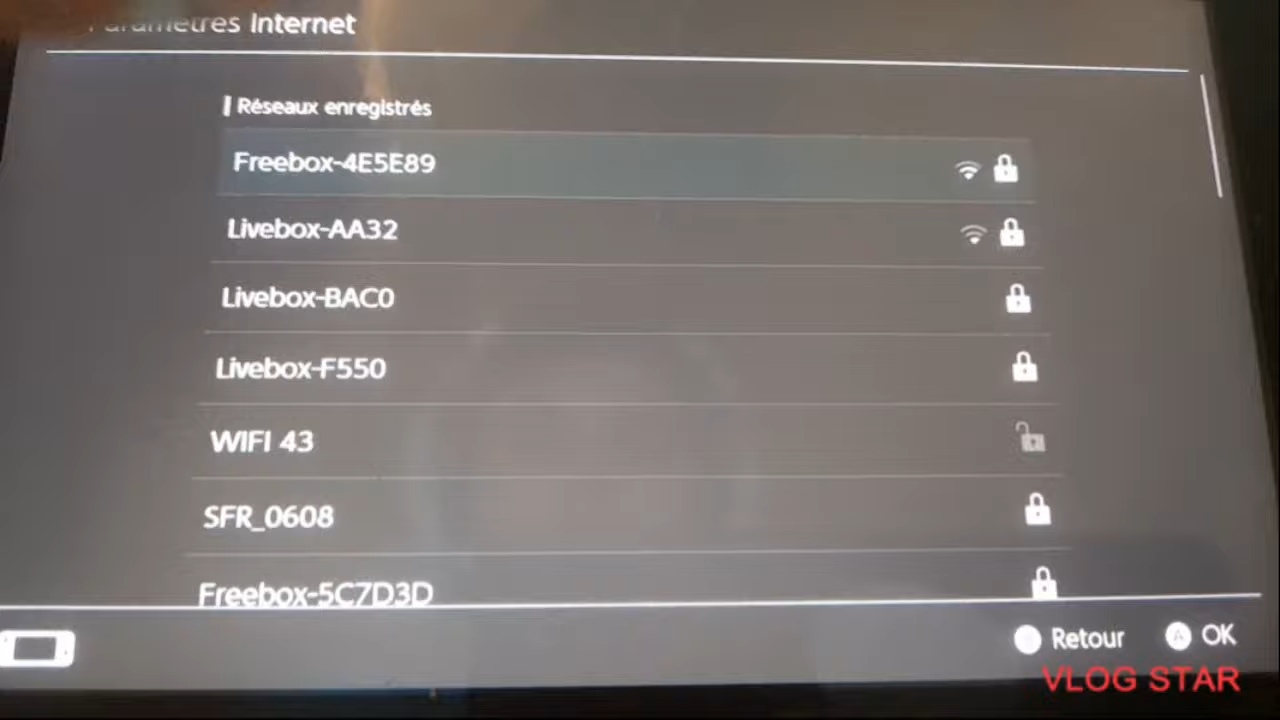 Paramètres Internet
Réseaux enregistrés
Freebox-4E5E89
Livebox-AA32
Livebox-BAC0
Livebox-F550
WIFI 43
SFR_0608
Freebox-5C7D3D
Retour
A OK
VLOG STAR